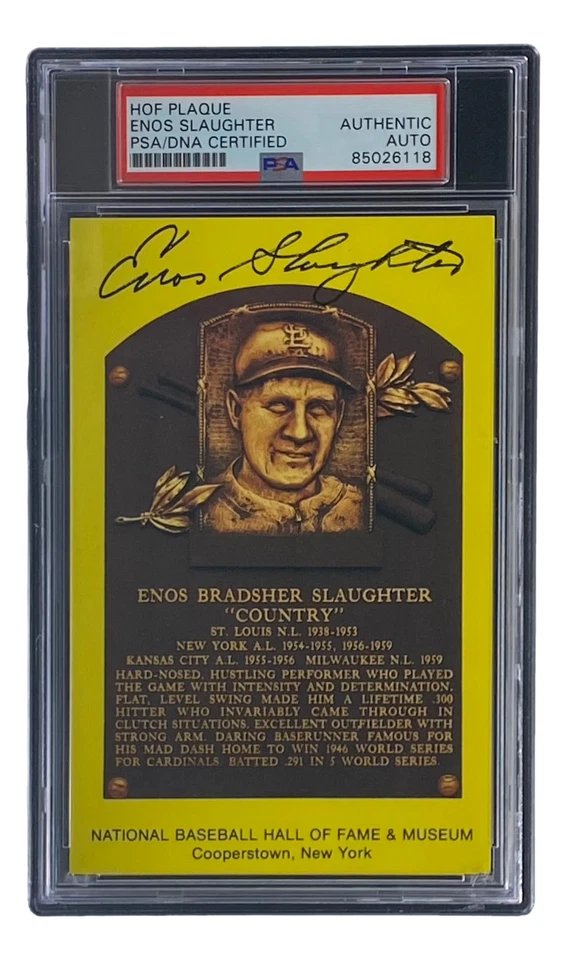 HOF PLAQUE
ENOS SLAUGHTER
PSA/DNA CERTIFIED
AUTHENTIC
AUTO
85026118
PSA
Enos Slaughter
STL
ENOS BRADSHER SLAUGHTER
"COUNTRY"
ST. LOUIS N.L. 1938-1953
NEW YORK A.L. 1954-1955, 1956-1959
KANSAS CITY A.L. 1955-1956 MILWAUKEE N.L. 1959
HARD-NOSED, HUSTLING PERFORMER WHO PLAYED
THE GAME WITH INTENSITY AND DETERMINATION.
FLAT, LEVEL SWING MADE HIM A LIFETIME .300
HITTER WHO INVARIABLY CAME THROUGH IN
CLUTCH SITUATIONS. EXCELLENT OUTFIELDER WITH
STRONG ARM. DARING BASERUNNER FAMOUS FOR
HIS MAD DASH HOME TO WIN 1946 WORLD SERIES
FOR CARDINALS. BATTED .291 IN 5 WORLD SERIES.
NATIONAL BASEBALL HALL OF FAME & MUSEUM
Cooperstown, New York